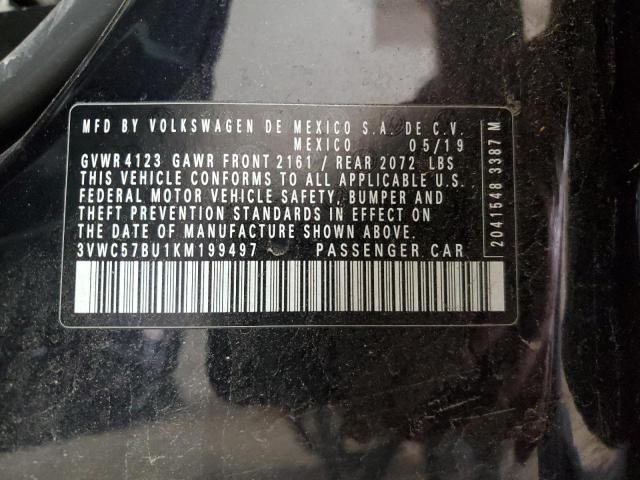 MFD BY VOLKSWAGEN DE MEXICO S.A. DE C.V.
MEXICO 05/19
GVWR 4123 GAWR FRONT 2161 / REAR 2072 LBS
THIS VEHICLE CONFORMS TO ALL APPLICABLE U.S.
FEDERAL MOTOR VEHICLE SAFETY, BUMPER AND
THEFT PREVENTION STANDARDS IN EFFECT ON
THE DATE OF MANUFACTURE SHOWN ABOVE.
3VWC57BU1KM199497 PASSENGER CAR
2041548 3387 M